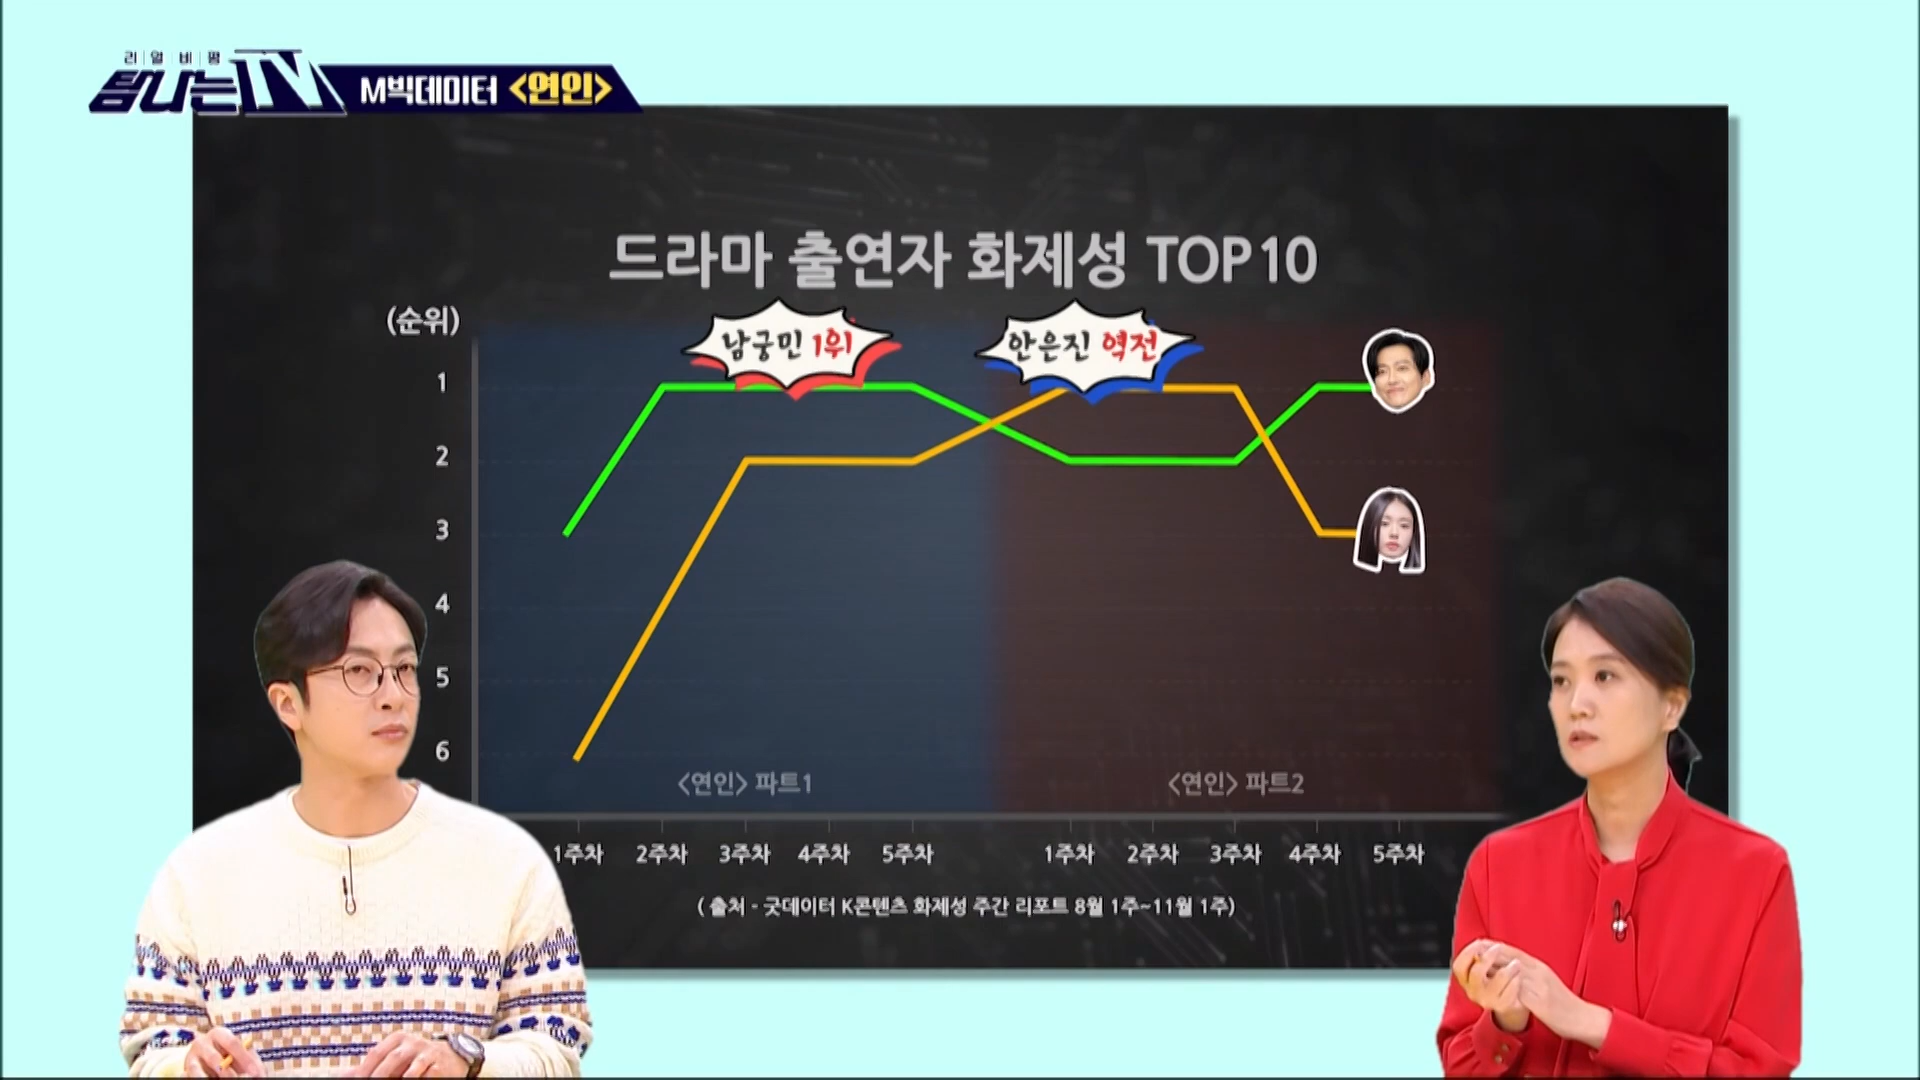 리얼비평
탐나는TV
M빅데이터 <연인>
드라마 출연자 화제성 TOP10
(순위)
남궁민 1위
안은진 역전
1
2
3
4
5
6
<연인> 파트1
<연인> 파트2
1주차 2주차 3주차 4주차 5주차
1주차 2주차 3주차 4주차 5주차
( 출처 - 굿데이터 K콘텐츠 화제성 주간 리포트 8월 1주~11월 1주)